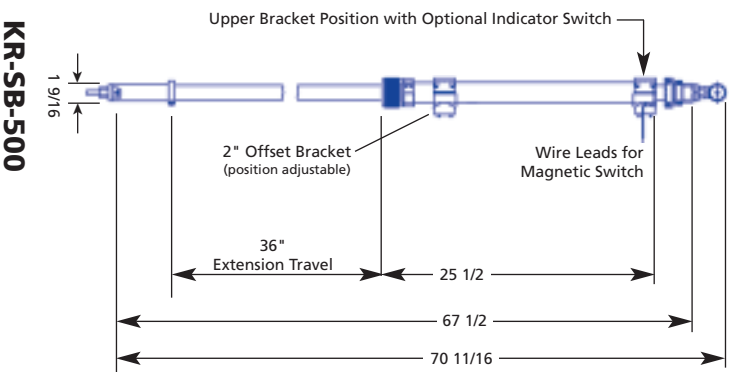 Upper Bracket Position with Optional Indicator Switch
KR-SB-500
1 9/16
2" Offset Bracket
(position adjustable)
Wire Leads for
Magnetic Switch
36"
Extension Travel
25 1/2
67 1/2
70 11/16